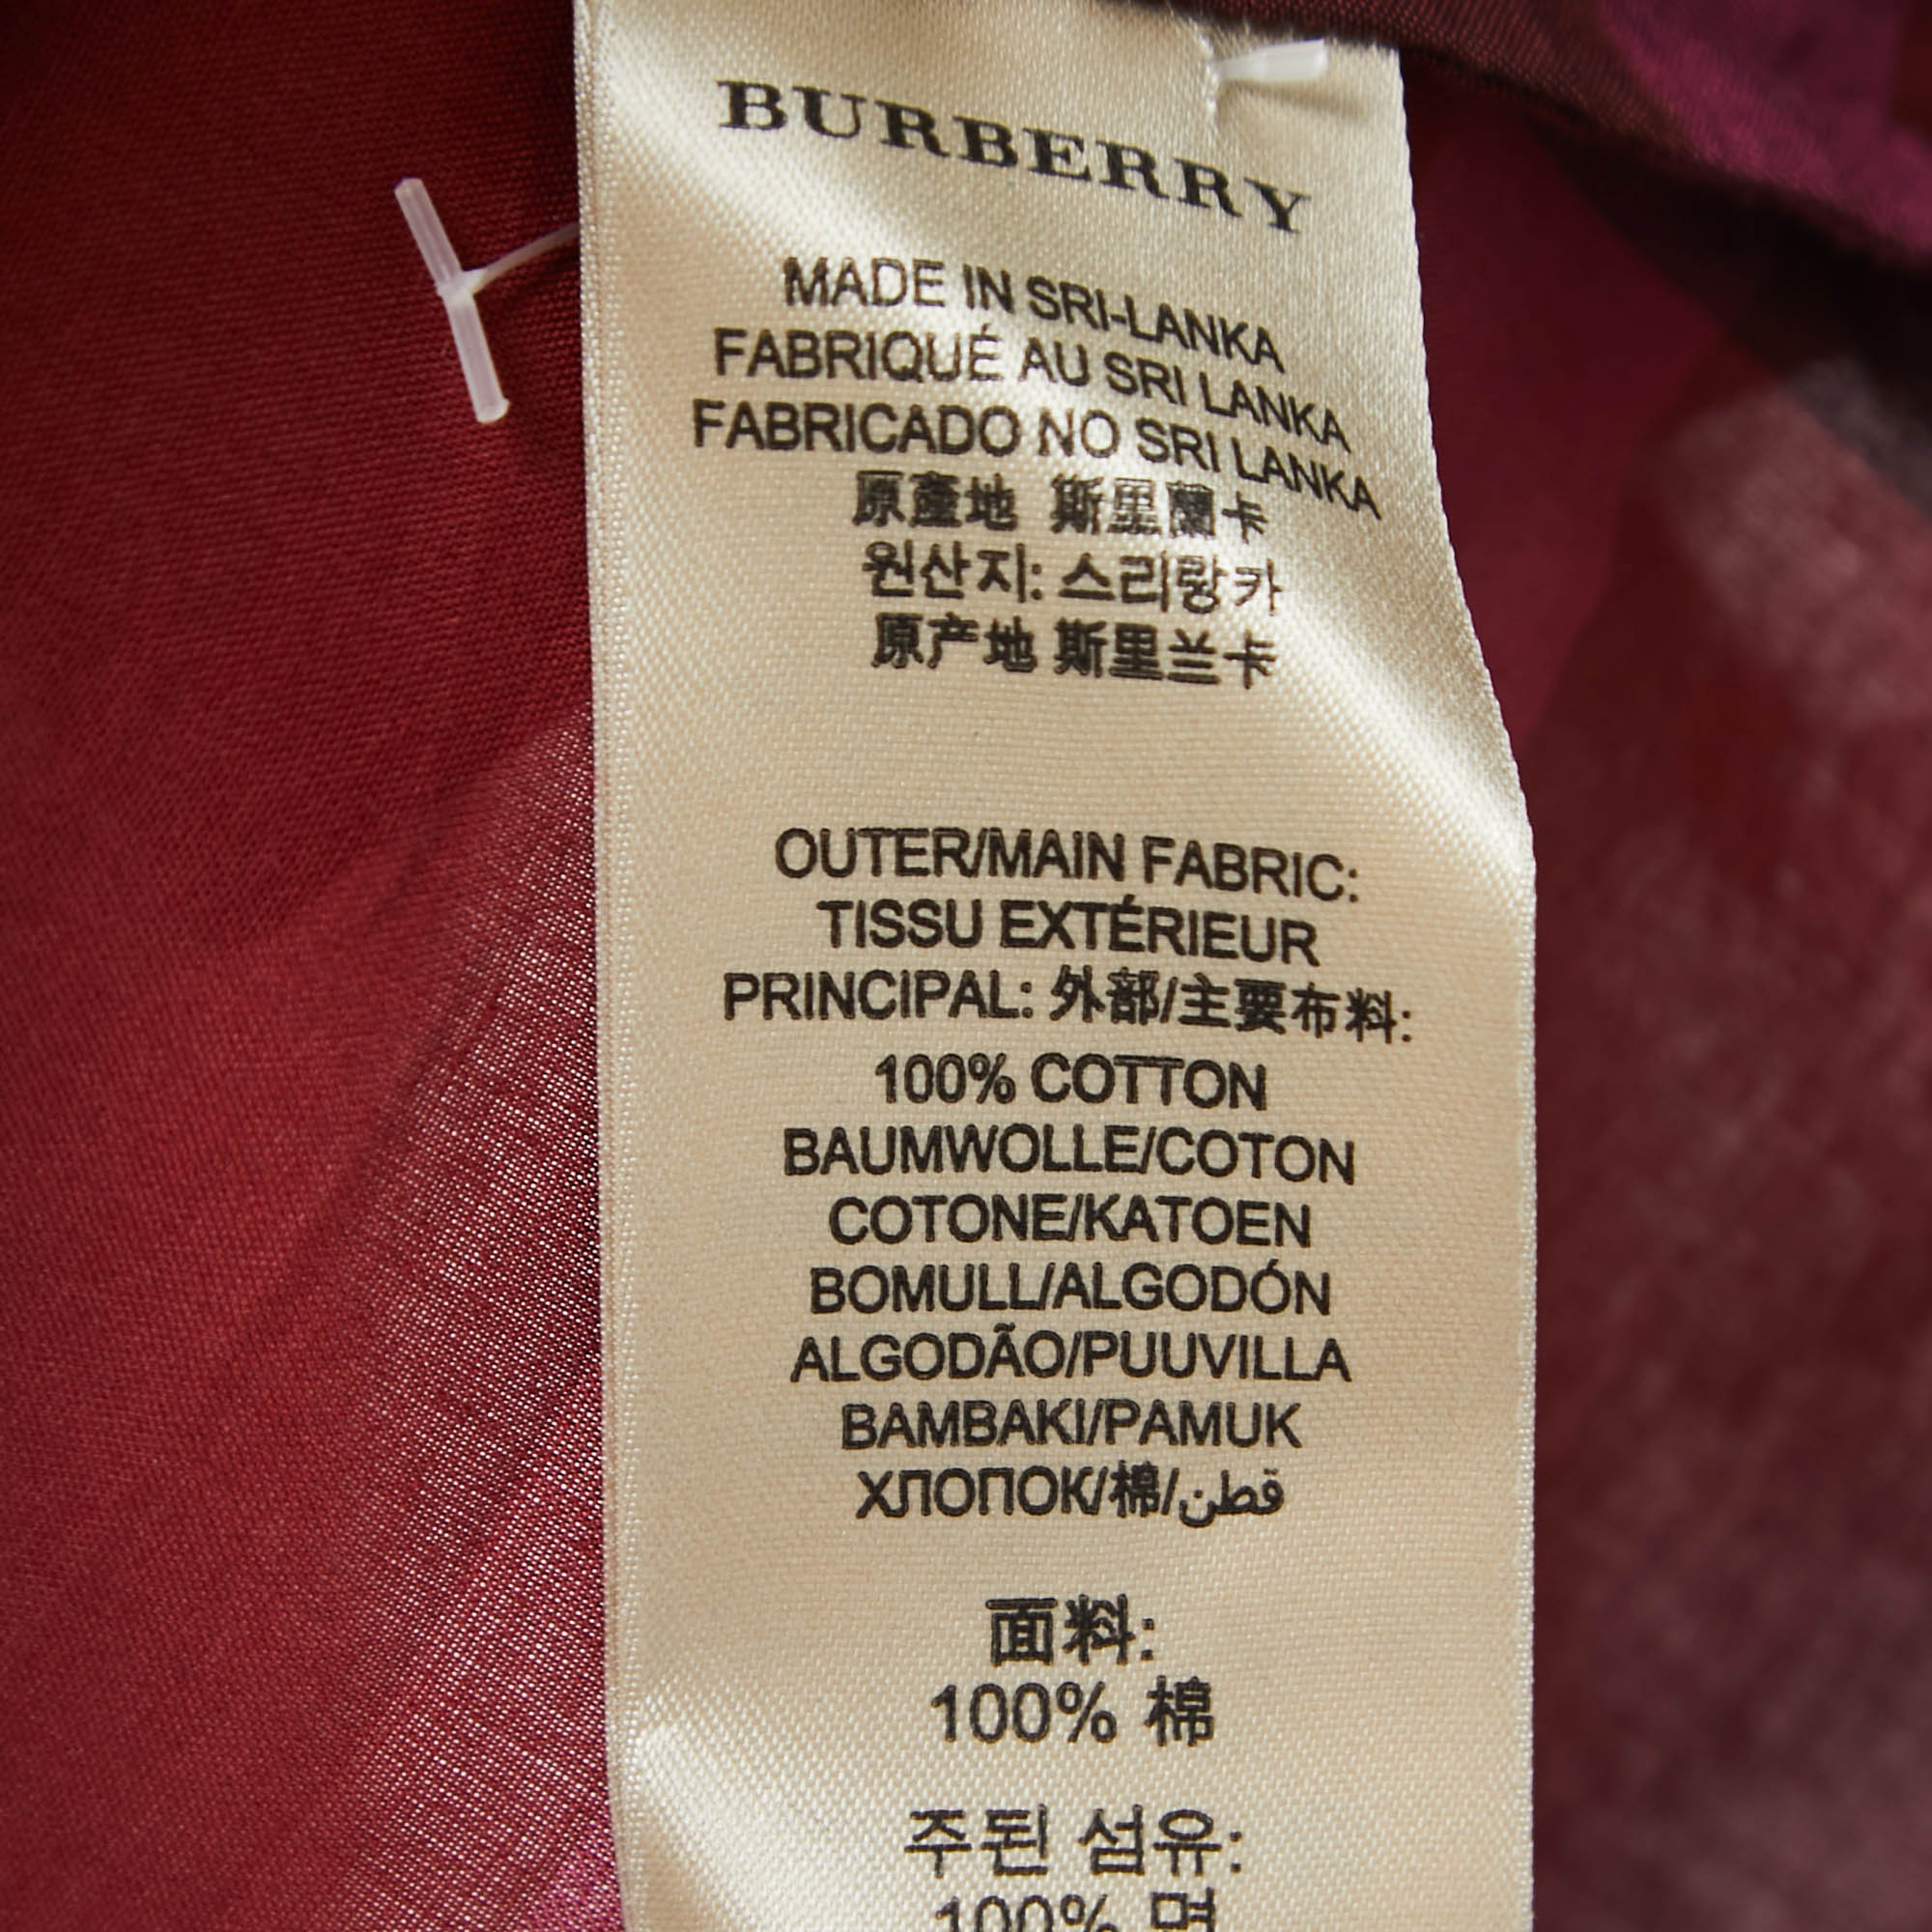 BURBERRY
MADE IN SRI-LANKA
FABRIQUÉ AU SRI LANKA
FABRICADO NO SRI LANKA
原產地 斯里蘭卡
원산지: 스리랑카
原产地 斯里兰卡
OUTER/MAIN FABRIC:
TISSU EXTÉRIEUR
PRINCIPAL: 外部/主要布料:
100% COTTON
BAUMWOLLE/COTON
COTONE/KATOEN
BOMULL/ALGODÓN
ALGODÃO/PUUVILLA
BAMBAKI/PAMUK
ХЛОПОК/棉/قطن
面料:
100% 棉
주된 섬유:
100% 면